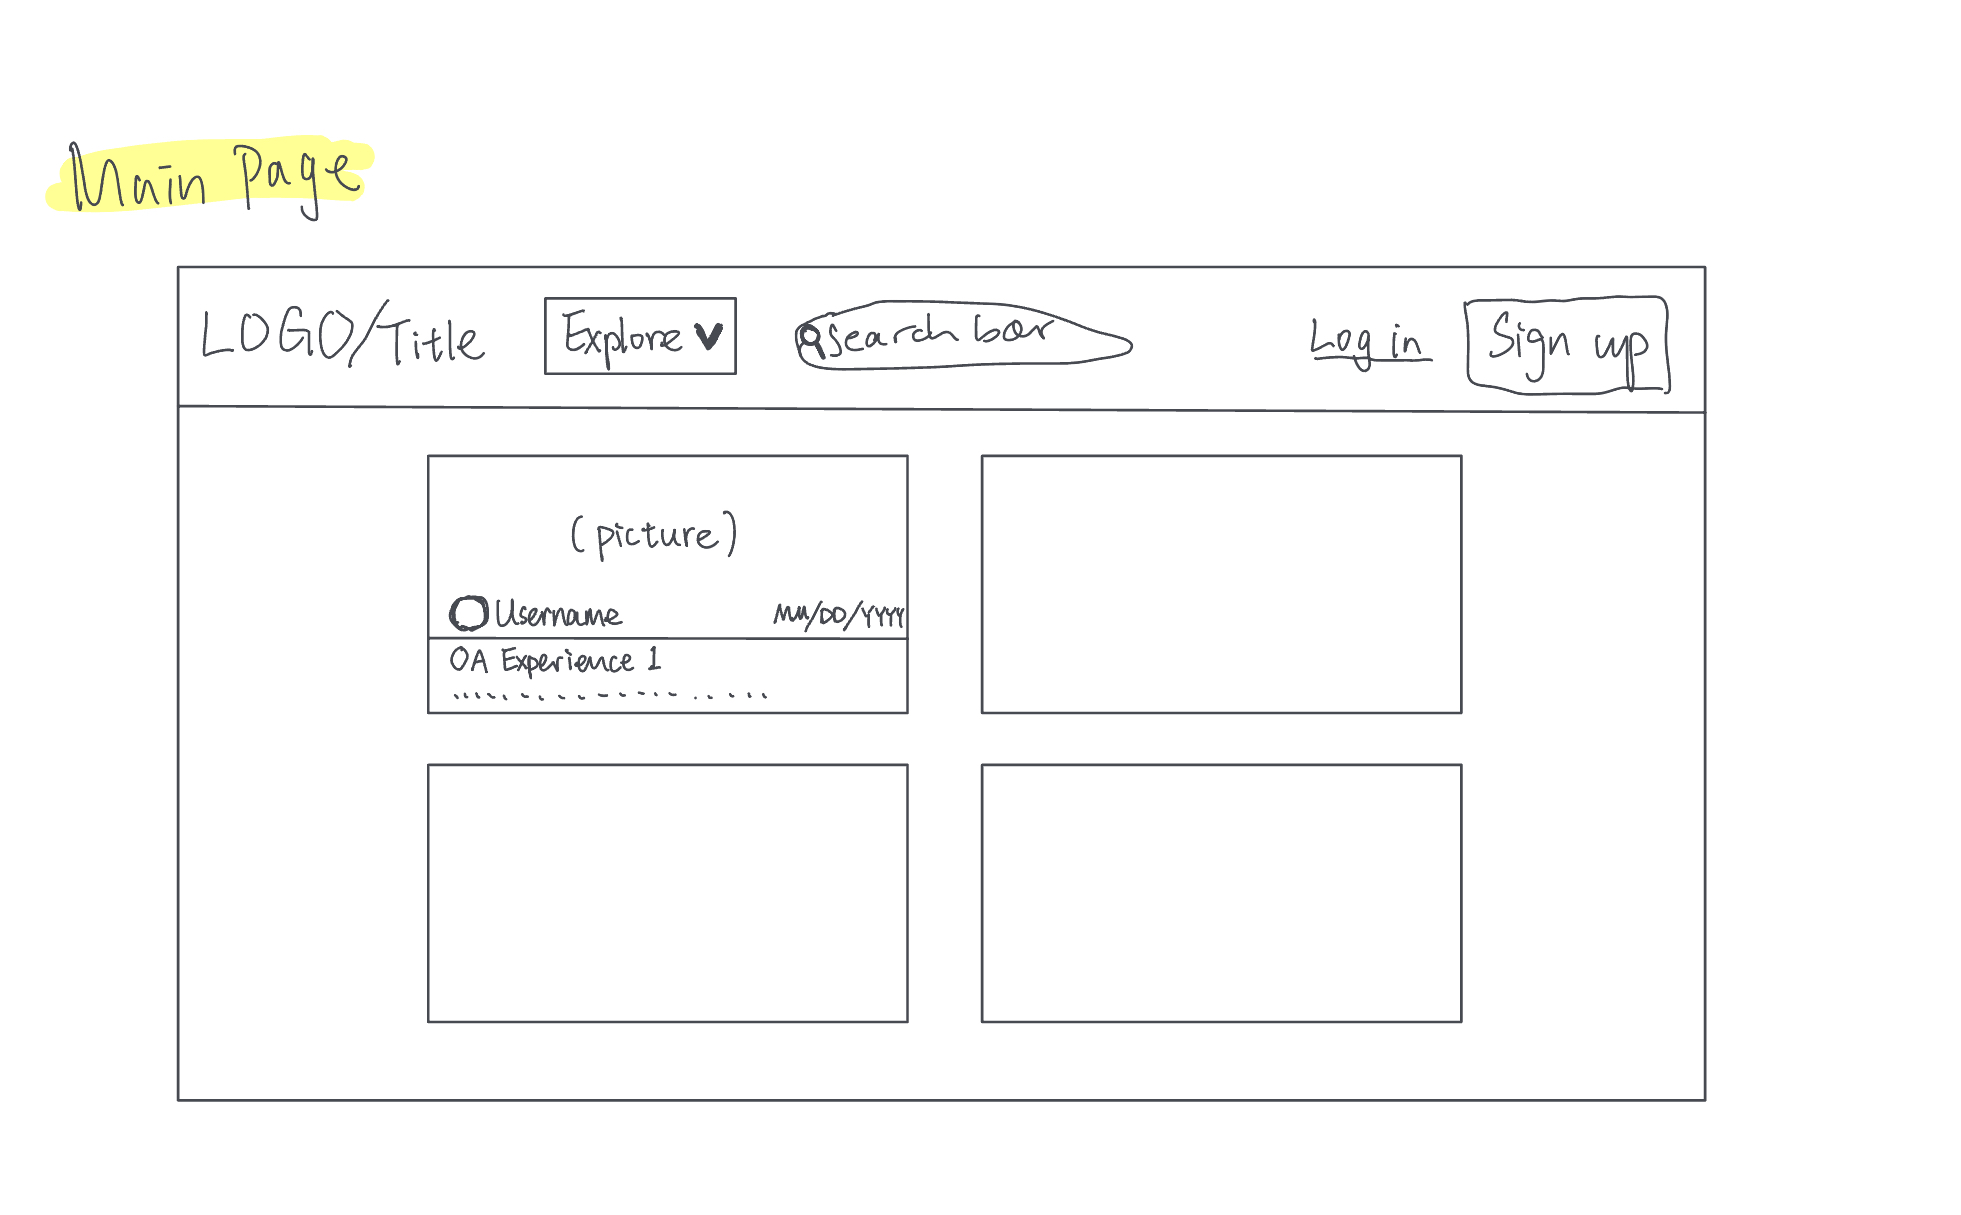 Main Page
LOGO/Title
Explore
Search bar
Log in
Sign up
(picture)
Username
MM/DD/YYYY
OA Experience 1